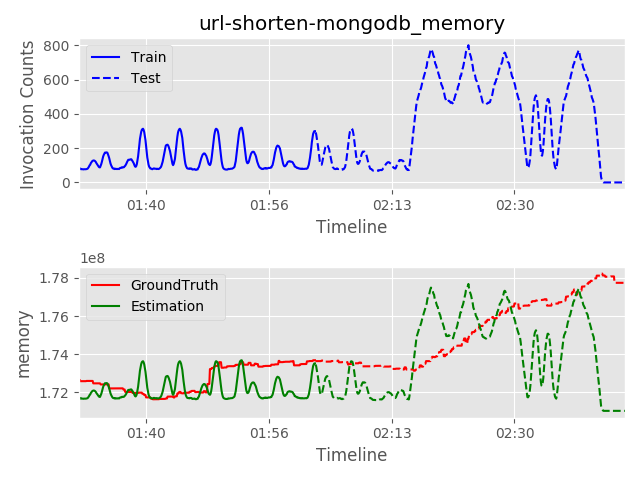 url-shorten-mongodb_memory
Invocation Counts
800
600
400
200
0
Train
Test
01:40
01:56
02:13
02:30
Timeline
1e8
memory
1.78
1.76
1.74
1.72
GroundTruth
Estimation
01:40
01:56
02:13
02:30
Timeline